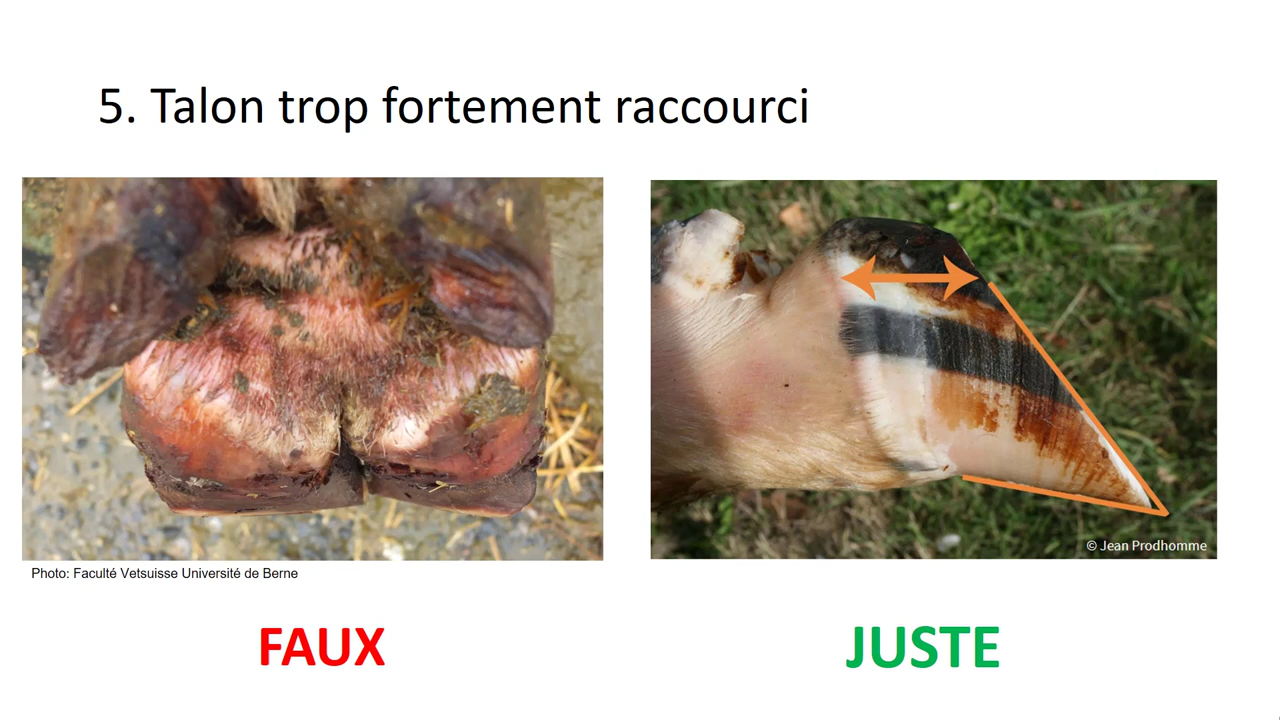 5. Talon trop fortement raccourci
© Jean Prodhomme
Photo: Faculté Vetsuisse Université de Berne
FAUX
JUSTE